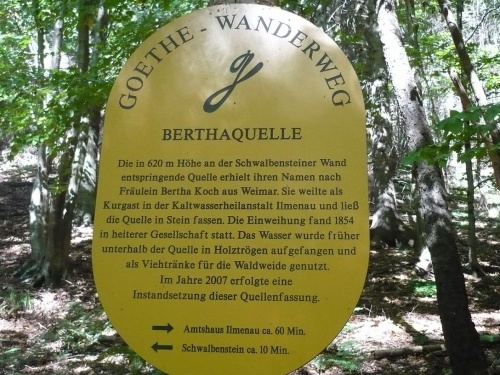 GOETHE - WANDERWEG
g
BERTHAQUELLE
Die in 620 m Höhe an der Schwalbensteiner Wand
entspringende Quelle erhielt ihren Namen nach
Fräulein Bertha Koch aus Weimar. Sie weilte als
Kurgast in der Kaltwasserheilanstalt Ilmenau und ließ
die Quelle in Stein fassen. Die Einweihung fand 1854
in heiterer Gesellschaft statt. Das Wasser wurde früher
unterhalb der Quelle in Holztrögen aufgefangen und
als Viehtränke für die Waldweide genutzt.
Im Jahre 2007 erfolgte eine
Instandsetzung dieser Quellenfassung.
→ Amtshaus Ilmenau ca. 60 Min.
← Schwalbenstein ca. 10 Min.